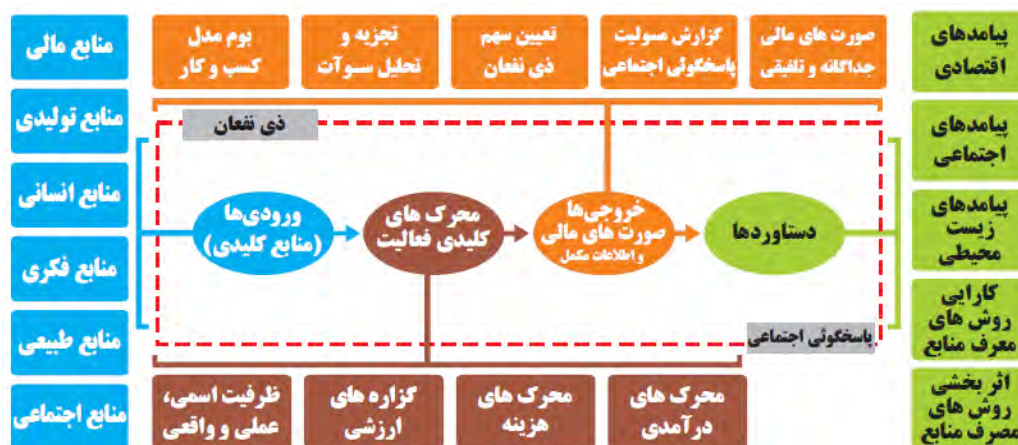 منابع مالی
منابع تولیدی
منابع انسانی
منابع فکری
منابع طبیعی
منابع اجتماعی
صورت های مالی
جداگانه و تلفیقی
گزارش مسولیت
پاسخگوئی اجتماعی
تعیین سهم
ذی نفعان
تجزیه و
تحلیل سوآت
بوم مدل
کسب و کار
ذی نفعان
ورودی‌ها
(منابع کلیدی)
محرک های
کلیدی فعالیت
خروجی‌ها
صورت های مالی
و اطلاعات مکمل
دستاوردها
پاسخگوئی اجتماعی
ظرفیت اسمی،
عملی و واقعی
گزاره های
ارزشی
محرک های
هزینه
محرک های
درآمدی
پیامدهای
اقتصادی
پیامدهای
اجتماعی
پیامدهای
زیست
محیطی
کارایی
روش های
معرف منابع
اثر بخشی
روش های
مصرف منابع